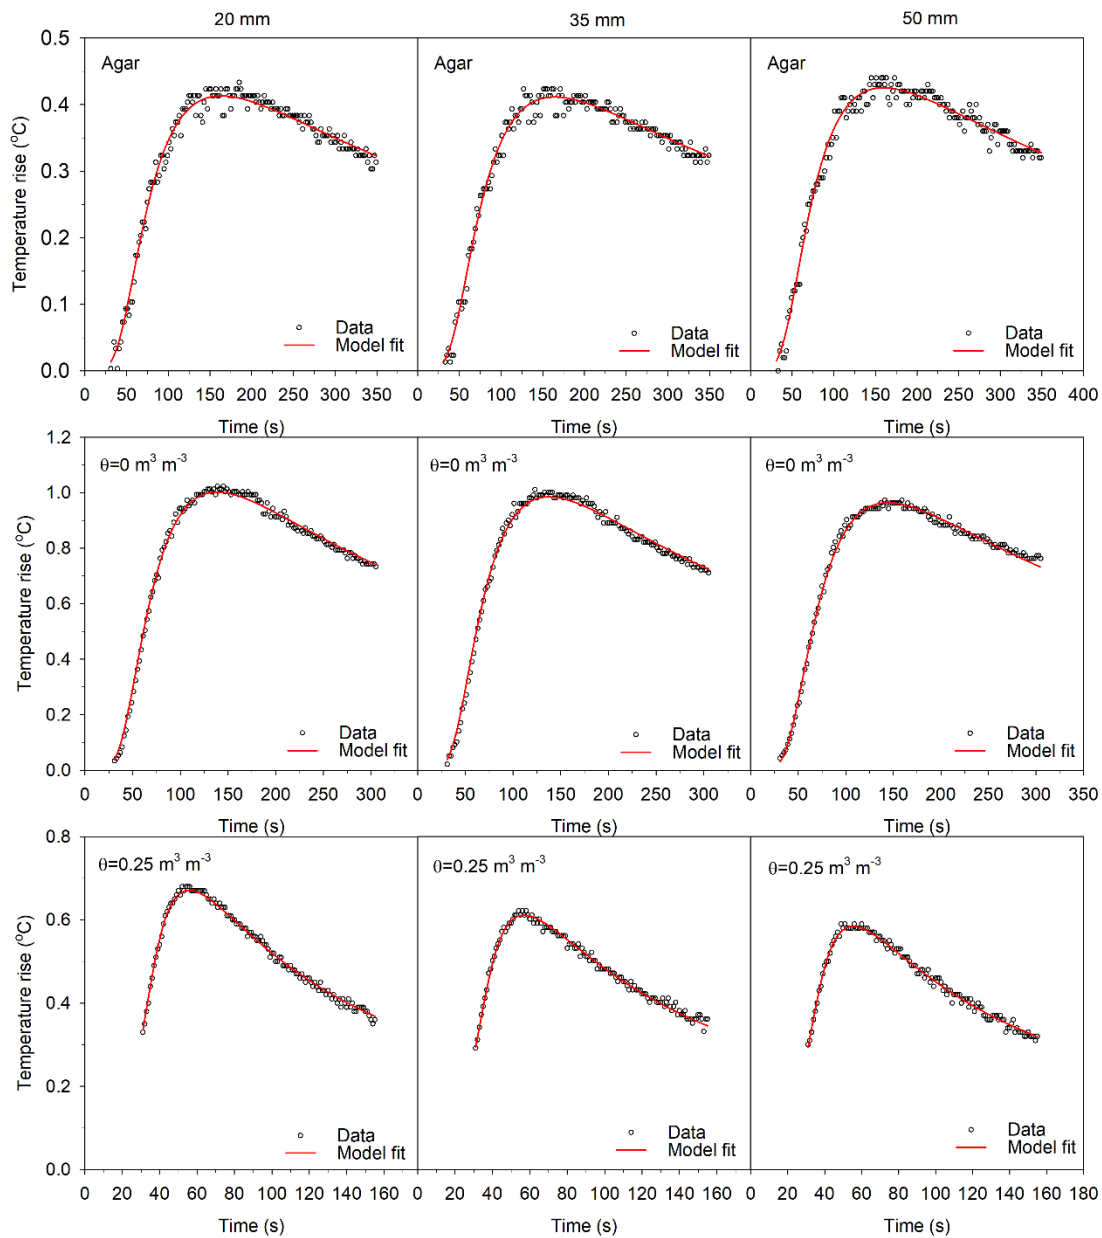 20 mm 35 mm 50 mm
0.5
0.4
0.3
0.2
0.1
0.0
Temperature rise (°C)
Agar Agar Agar
Data Data Data
Model fit Model fit Model fit
0 50 100 150 200 250 300 350 0 50 100 150 200 250 300 350 0 50 100 150 200 250 300 350 400
Time (s) Time (s) Time (s)
1.2
1.0
0.8
0.6
0.4
0.2
0.0
Temperature rise (°C)
θ=0 m³ m⁻³ θ=0 m³ m⁻³ θ=0 m³ m⁻³
Data Data Data
Model fit Model fit Model fit
0 50 100 150 200 250 300 0 50 100 150 200 250 300 0 50 100 150 200 250 300 350
Time (s) Time (s) Time (s)
0.8
0.6
0.4
0.2
0.0
Temperature rise (°C)
θ=0.25 m³ m⁻³ θ=0.25 m³ m⁻³ θ=0.25 m³ m⁻³
Data Data Data
Model fit Model fit Model fit
0 20 40 60 80 100 120 140 160 0 20 40 60 80 100 120 140 160 0 20 40 60 80 100 120 140 160 180
Time (s) Time (s) Time (s)